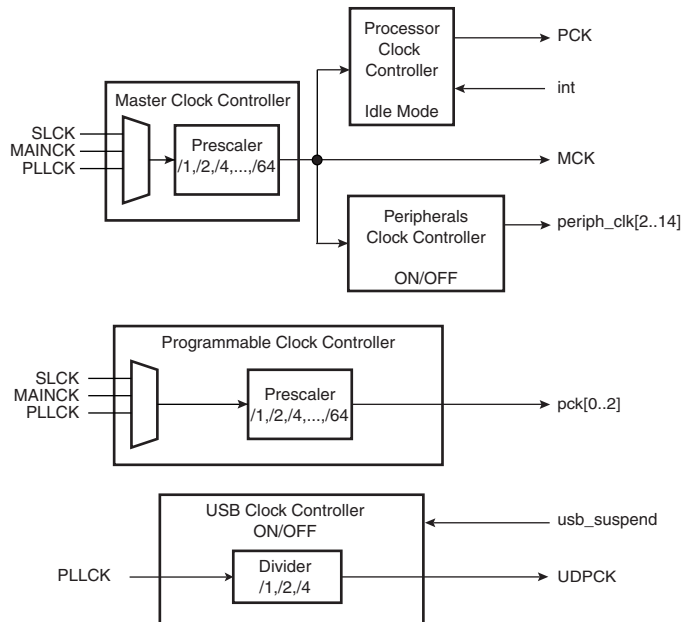 Processor
Clock
Controller
Idle Mode
PCK
int
Master Clock Controller
SLCK
MAINCK
PLLCK
Prescaler
/1,/2,/4,...,/64
MCK
Peripherals
Clock Controller
ON/OFF
periph_clk[2..14]
Programmable Clock Controller
SLCK
MAINCK
PLLCK
Prescaler
/1,/2,/4,...,/64
pck[0..2]
USB Clock Controller
ON/OFF
usb_suspend
PLLCK
Divider
/1,/2,/4
UDPCK